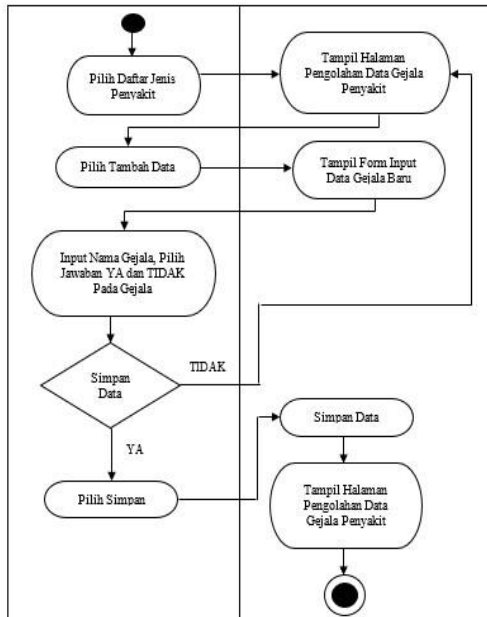 Pilih Daftar Jenis
Penyakit
Tampil Halaman
Pengolahan Data Gejala
Penyakit
Pilih Tambah Data
Tampil Form Input
Data Gejala Baru
Input Nama Gejala, Pilih
Jawaban YA dan TIDAK
Pada Gejala
Simpan
Data
TIDAK
YA
Pilih Simpan
Simpan Data
Tampil Halaman
Pengolahan Data
Gejala Penyakit